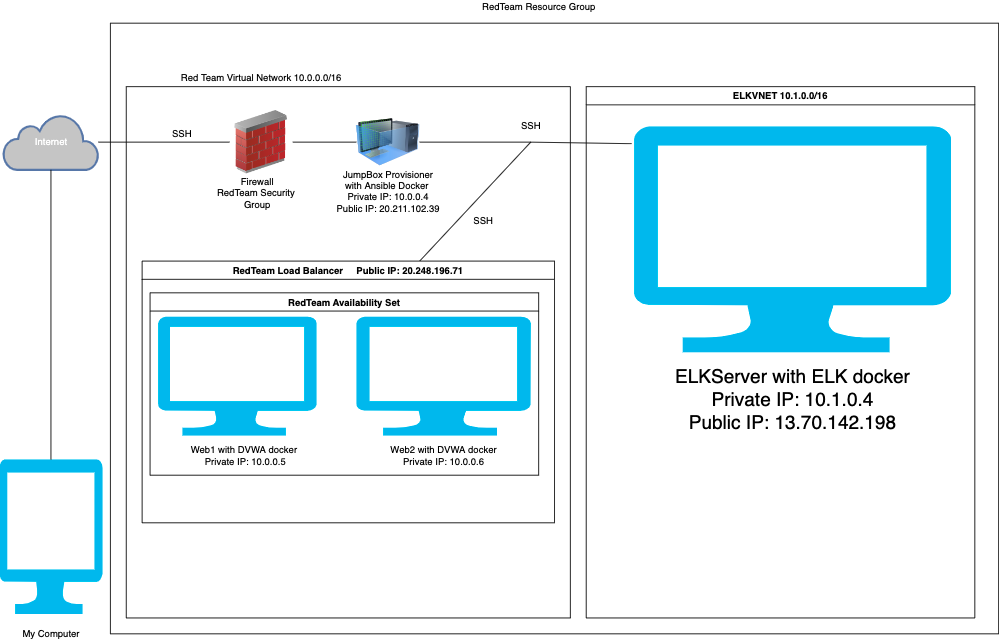 RedTeam Resource Group
Red Team Virtual Network 10.0.0.0/16
ELKVNET 10.1.0.0/16
Internet
SSH
SSH
Firewall
RedTeam Security
Group
JumpBox Provisioner
with Ansible Docker
Private IP: 10.0.0.4
Public IP: 20.211.102.39
SSH
RedTeam Load Balancer Public IP: 20.248.196.71
RedTeam Availability Set
Web1 with DVWA docker
Private IP: 10.0.0.5
Web2 with DVWA docker
Private IP: 10.0.0.6
ELKServer with ELK docker
Private IP: 10.1.0.4
Public IP: 13.70.142.198
My Computer